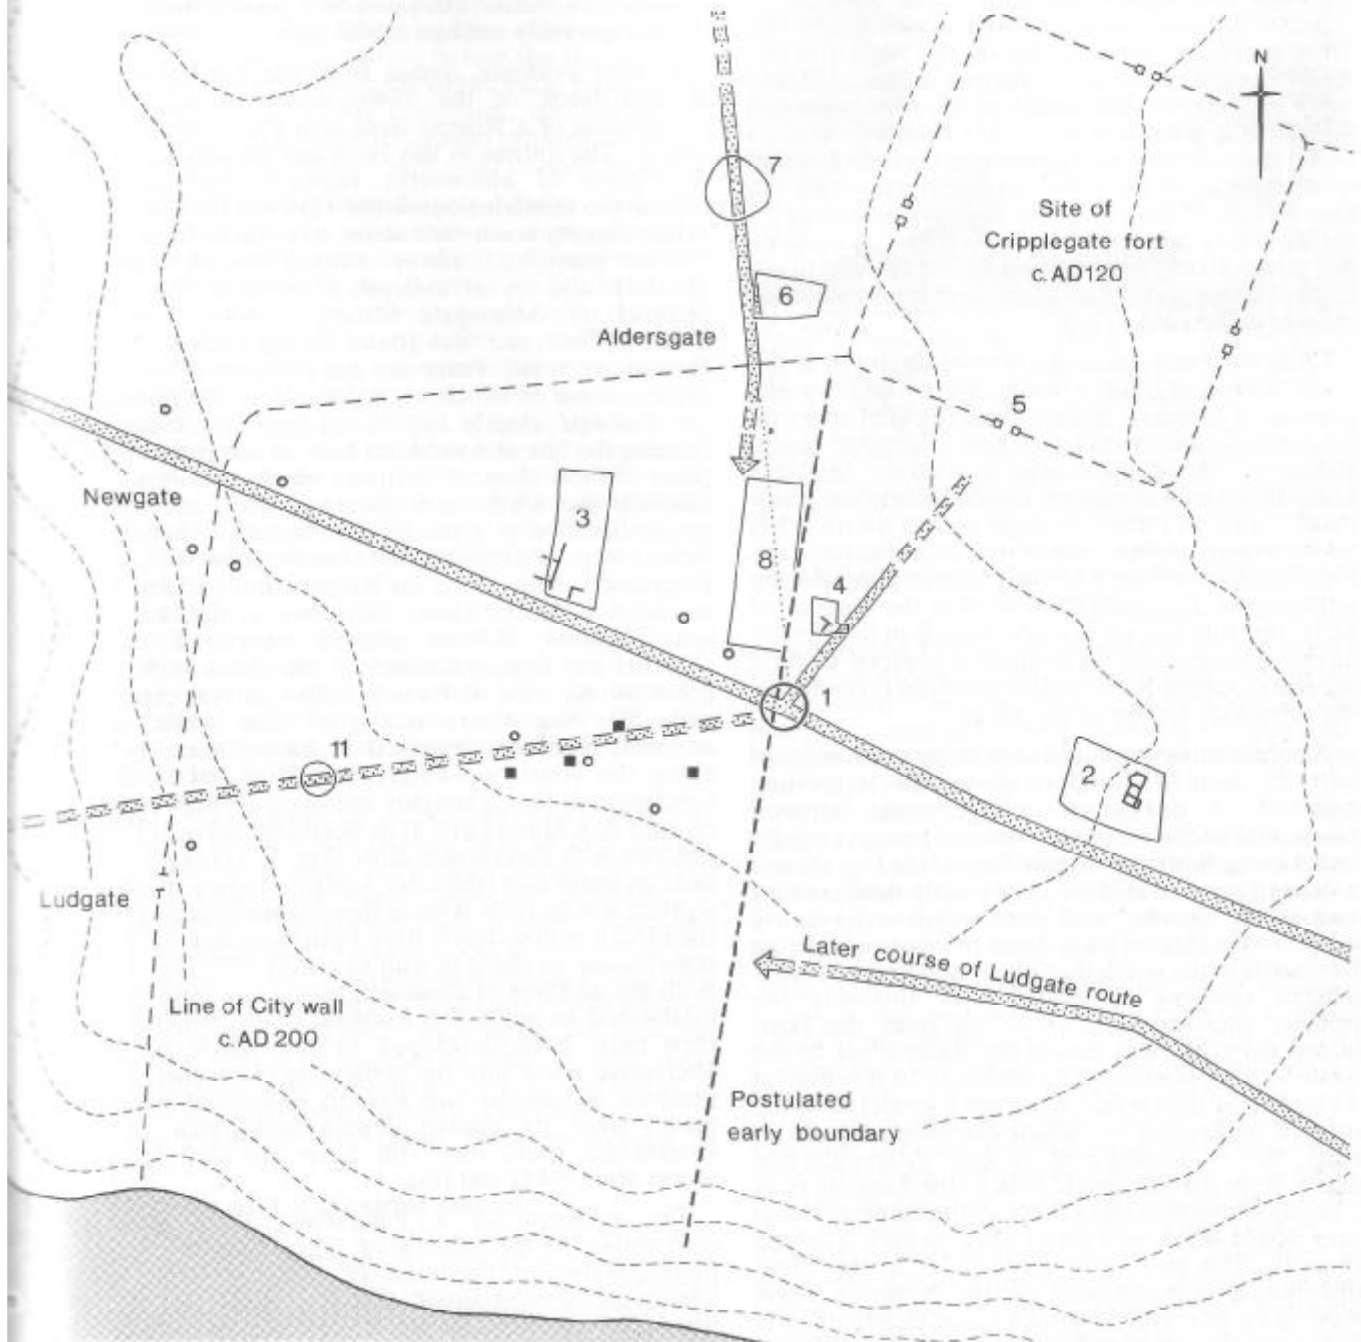 N
7
Site of
Cripplegate fort
c.AD120
6
Aldersgate
5
Newgate
3
8
4
1
11
2
Ludgate
Later course of Ludgate route
Line of City wall
c.AD 200
Postulated
early boundary